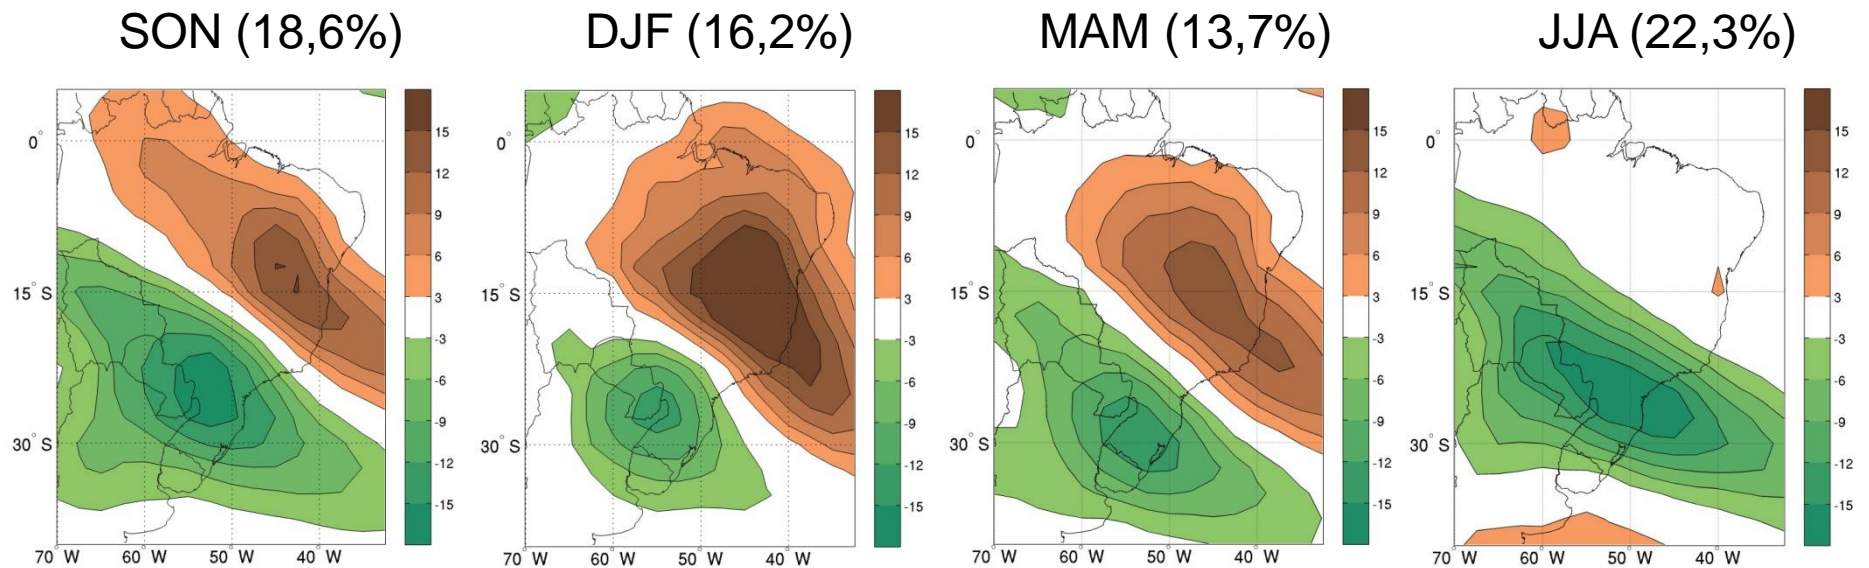 SON (18,6%) DJF (16,2%) MAM (13,7%) JJA (22,3%)
0° 15 0° 15 0° 15 0° 15
12 12 12 12
9 9 9 9
6 6 6 6
15° S 3 15° S 3 15° S 3 15° S 3
-3 -3 -3 -3
-6 -6 -6 -6
-9 -9 -9 -9
30° S -12 30° S -12 30° S -12 30° S -12
-15 -15 -15 -15
70° W 60° W 50° W 40° W 70° W 60° W 50° W 40° W 70° W 60° W 50° W 40° W 70° W 60° W 50° W 40° W